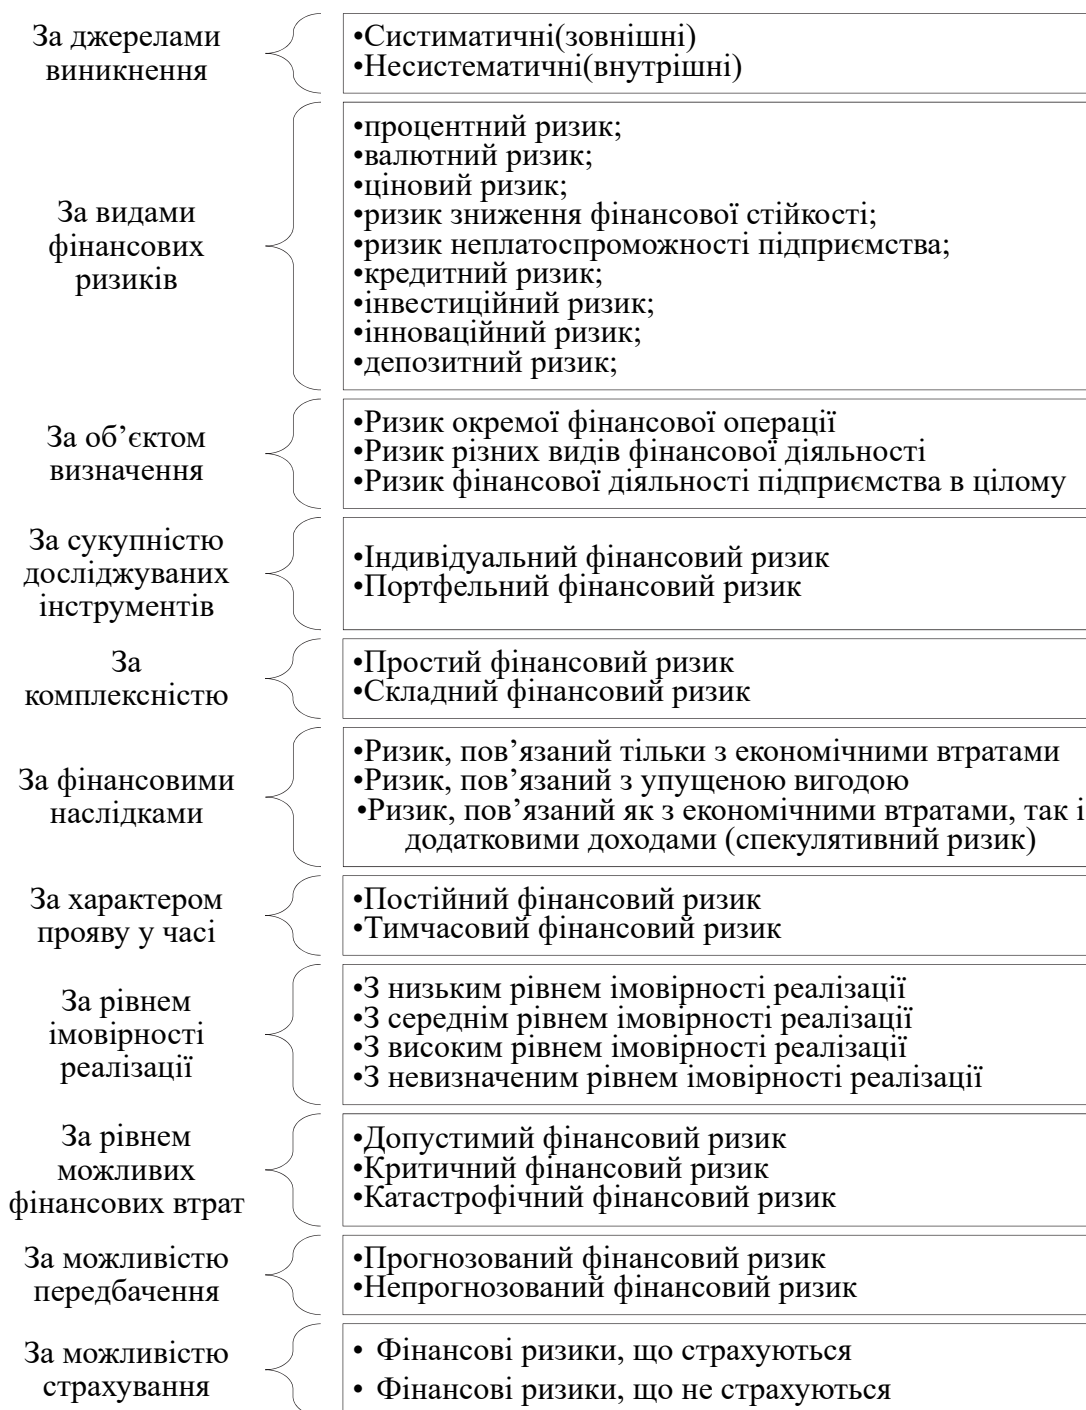 За джерелами
виникнення
•Систиматичні(зовнішні)
•Несистематичні(внутрішні)
За видами
фінансових
ризиків
•процентний ризик;
•валютний ризик;
•ціновий ризик;
•ризик зниження фінансової стійкості;
•ризик неплатоспроможності підприємства;
•кредитний ризик;
•інвестиційний ризик;
•інноваційний ризик;
•депозитний ризик;
За об’єктом
визначення
•Ризик окремої фінансової операції
•Ризик різних видів фінансової діяльності
•Ризик фінансової діяльності підприємства в цілому
За сукупністю
досліджуваних
інструментів
•Індивідуальний фінансовий ризик
•Портфельний фінансовий ризик
За
комплексністю
•Простий фінансовий ризик
•Складний фінансовий ризик
За фінансовими
наслідками
•Ризик, пов’язаний тільки з економічними втратами
•Ризик, пов’язаний з упущеною вигодою
•Ризик, пов’язаний як з економічними втратами, так і
додатковими доходами (спекулятивний ризик)
За характером
прояву у часі
•Постійний фінансовий ризик
•Тимчасовий фінансовий ризик
За рівнем
імовірності
реалізації
•З низьким рівнем імовірності реалізації
•З середнім рівнем імовірності реалізації
•З високим рівнем імовірності реалізації
•З невизначеним рівнем імовірності реалізації
За рівнем
можливих
фінансових втрат
•Допустимий фінансовий ризик
•Критичний фінансовий ризик
•Катастрофічний фінансовий ризик
За можливістю
передбачення
•Прогнозований фінансовий ризик
•Непрогнозований фінансовий ризик
За можливістю
страхування
• Фінансові ризики, що страхуються
• Фінансові ризики, що не страхуються